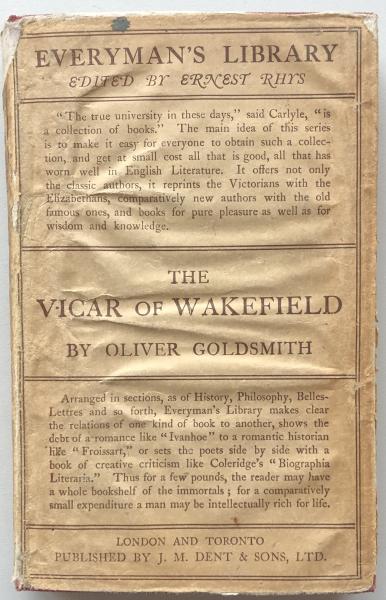 EVERYMAN'S LIBRARY
EDITED BY ERNEST RHYS
"The true university in these days," said Carlyle, "is
a collection of books." The main idea of this series
is to make it easy for everyone to obtain such a collec-
tion, and get at small cost all that is good, all that has
worn well in English Literature. It offers not only
the classic authors, it reprints the Victorians with the
Elizabethans, comparatively new authors with the old
famous ones, and books for pure pleasure as well as for
wisdom and knowledge.
THE
VICAR OF WAKEFIELD
BY OLIVER GOLDSMITH
Arranged in sections, as of History, Philosophy, Belles-
Lettres and so forth, Everyman's Library makes clear
the relations of one kind of book to another, shows the
debt of a romance like "Ivanhoe" to a romantic historian
like "Froissart," or sets the poets side by side with a
book of creative criticism like Coleridge's "Biographia
Literaria." Thus for a few pounds, the reader may have
a whole bookshelf of the immortals; for a comparatively
small expenditure a man may be intellectually rich for life.
LONDON AND TORONTO
PUBLISHED BY J. M. DENT & SONS, LTD.